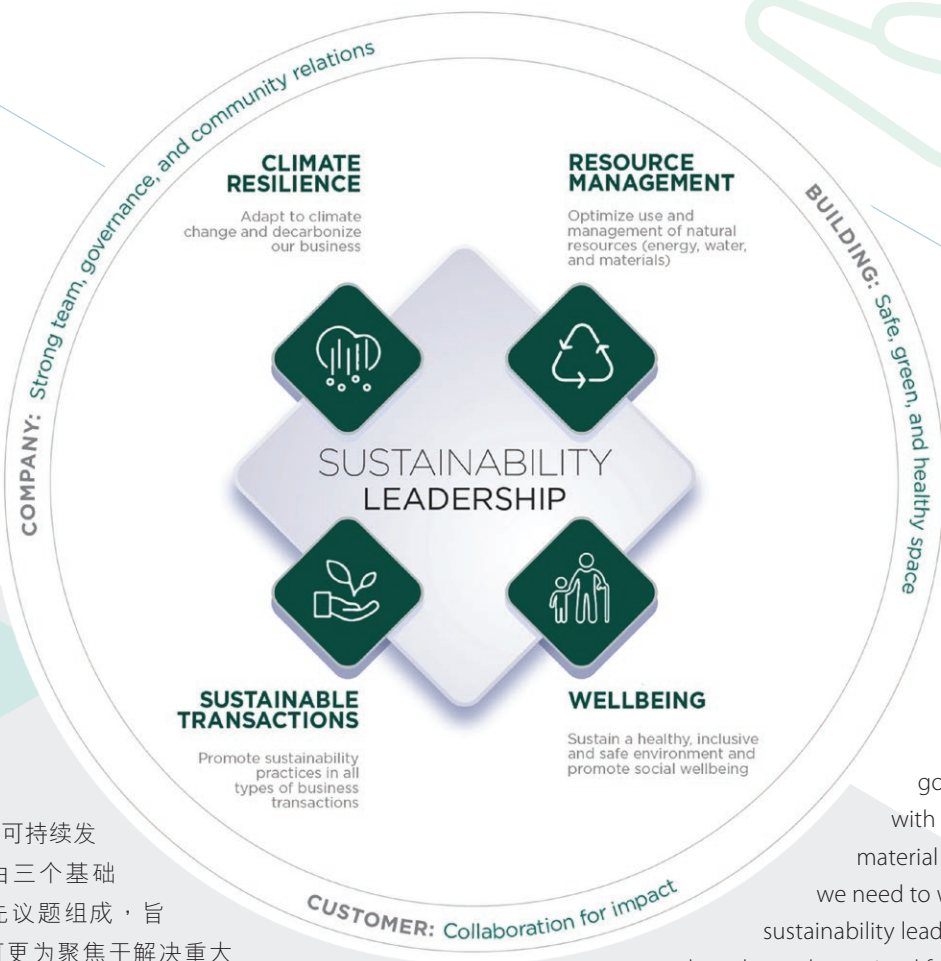 COMPANY: Strong team, governance, and community relations
BUILDING: Safe, green, and healthy space
CLIMATE
RESILIENCE
Adapt to climate
change and decarbonize
our business
RESOURCE
MANAGEMENT
Optimize use and
management of natural
resources (energy, water,
and materials)
SUSTAINABILITY
LEADERSHIP
SUSTAINABLE
TRANSACTIONS
Promote sustainability
practices in all
types of business
transactions
WELLBEING
Sustain a healthy, inclusive
and safe environment and
promote social wellbeing
CUSTOMER: Collaboration for impact
可持续发
三个基础
议题组成，旨
更为聚焦于解决重大
with
material
we need to
sustainability